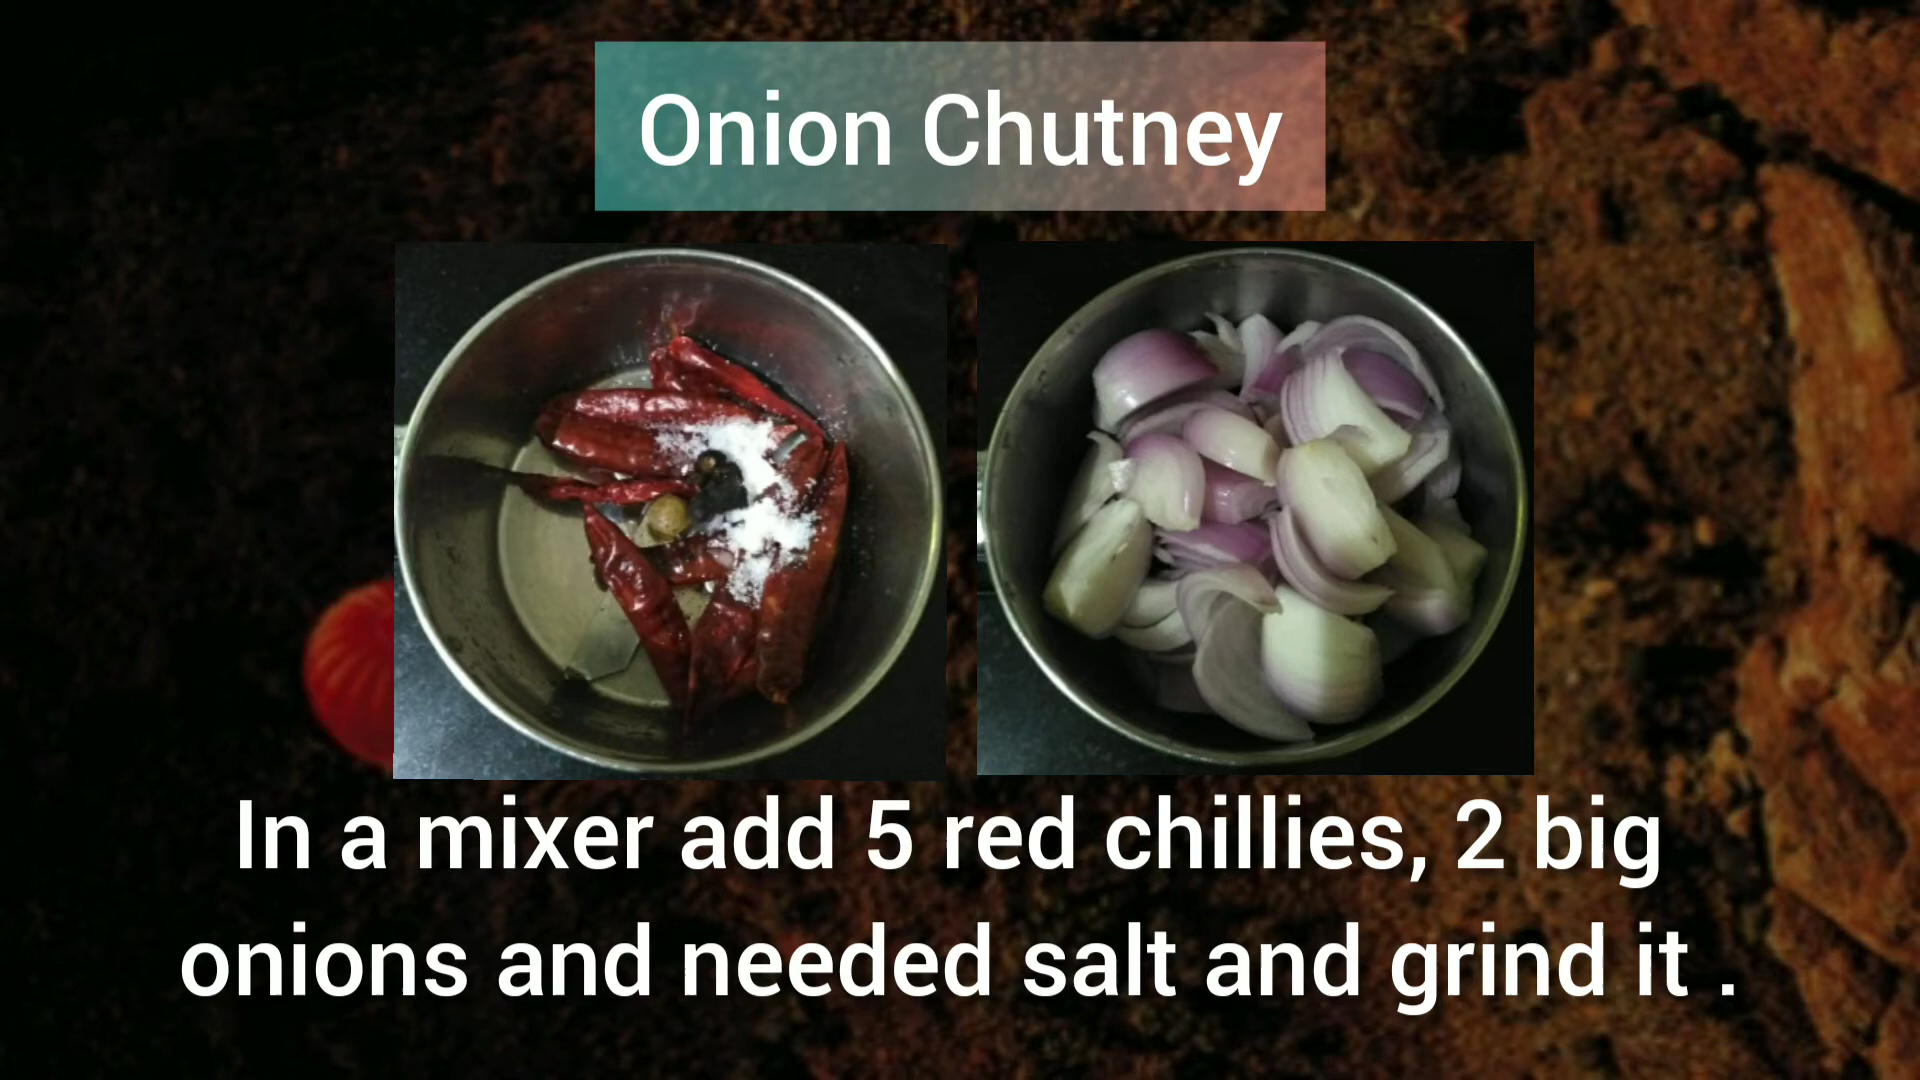 Onion Chutney
In a mixer add 5 red chillies, 2 big
onions and needed salt and grind it .